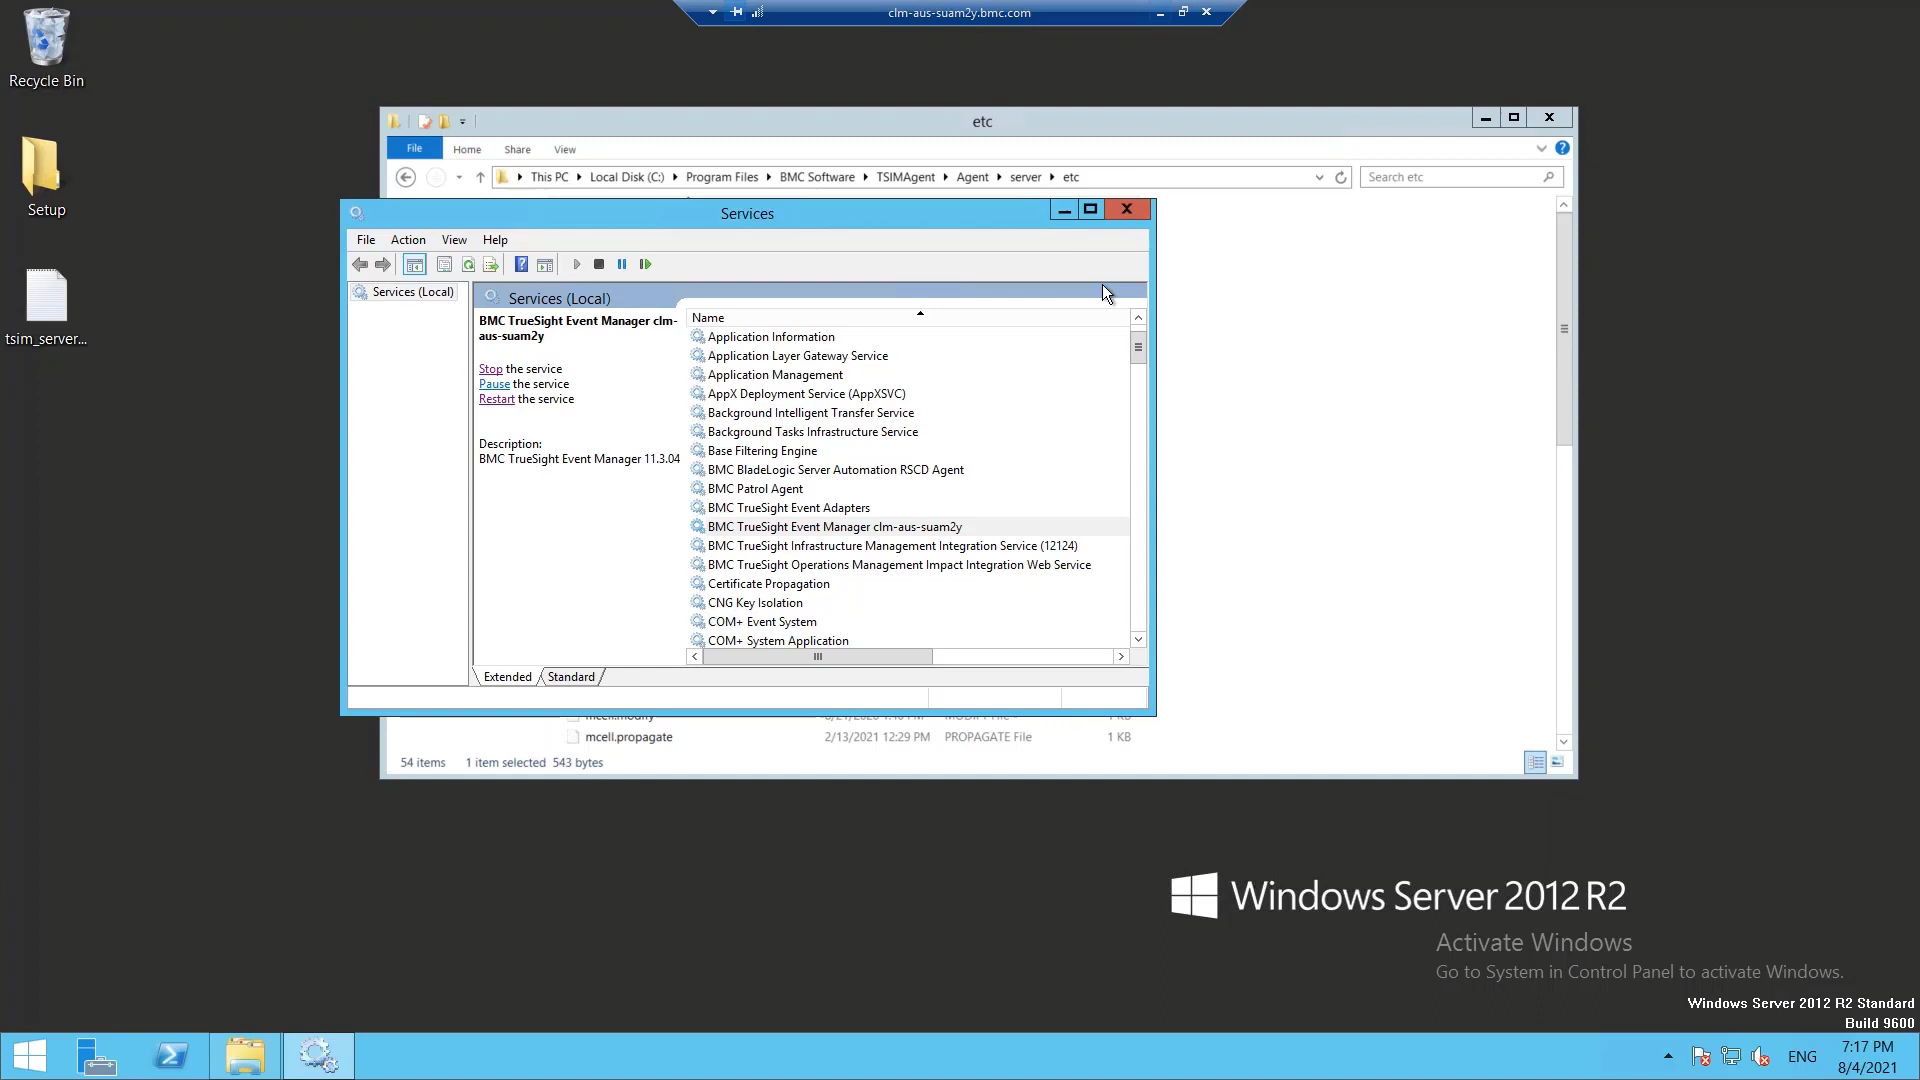 clm-aus-suam2y.bmc.com
Recycle Bin
Setup
tsim_server...
etc
File
Home
Share
View
This PC
Local Disk (C:)
Program Files
BMC Software
TSIMAgent
Agent
server
etc
Search etc
Services
File
Action
View
Help
Services (Local)
Services (Local)
BMC TrueSight Event Manager clm-
aus-suam2y
Stop the service
Pause the service
Restart the service
Description:
BMC TrueSight Event Manager 11.3.04
Name
Application Information
Application Layer Gateway Service
Application Management
AppX Deployment Service (AppXSVC)
Background Intelligent Transfer Service
Background Tasks Infrastructure Service
Base Filtering Engine
BMC BladeLogic Server Automation RSCD Agent
BMC Patrol Agent
BMC TrueSight Event Adapters
BMC TrueSight Event Manager clm-aus-suam2y
BMC TrueSight Infrastructure Management Integration Service (12124)
BMC TrueSight Operations Management Impact Integration Web Service
Certificate Propagation
CNG Key Isolation
COM+ Event System
COM+ System Application
Extended
Standard
mcell.propagate
2/13/2021 12:29 PM
PROPAGATE File
1 KB
54 items
1 item selected 543 bytes
Windows Server 2012 R2
Activate Windows
Go to System in Control Panel to activate Windows.
Windows Server 2012 R2 Standard
Build 9600
ENG
7:17 PM
8/4/2021